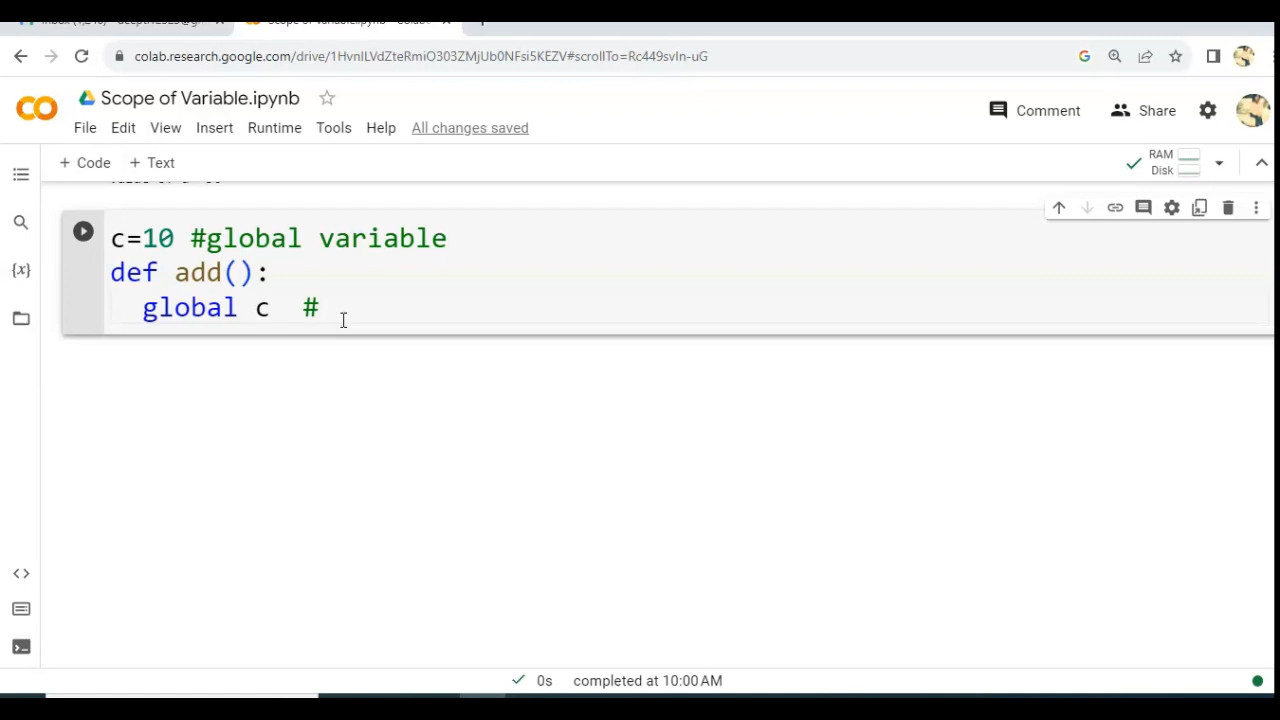 colab.research.google.com/drive/1HvnlLVdZteRmiO303ZMjUb0NFsi5KEZV#scrollTo=Rc449svIn-uG
CO
Scope of Variable.ipynb
Comment
Share
File Edit View Insert Runtime Tools Help All changes saved
+ Code + Text
RAM
Disk
c=10 #global variable
def add():
global c #
{x}
<>
0s completed at 10:00 AM